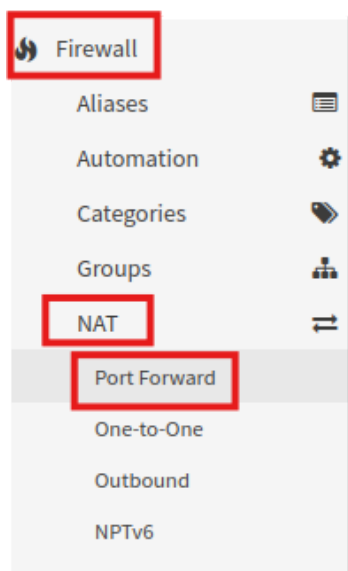 Firewall
Aliases
Automation
Categories
Groups
NAT
Port Forward
One-to-One
Outbound
NPTv6